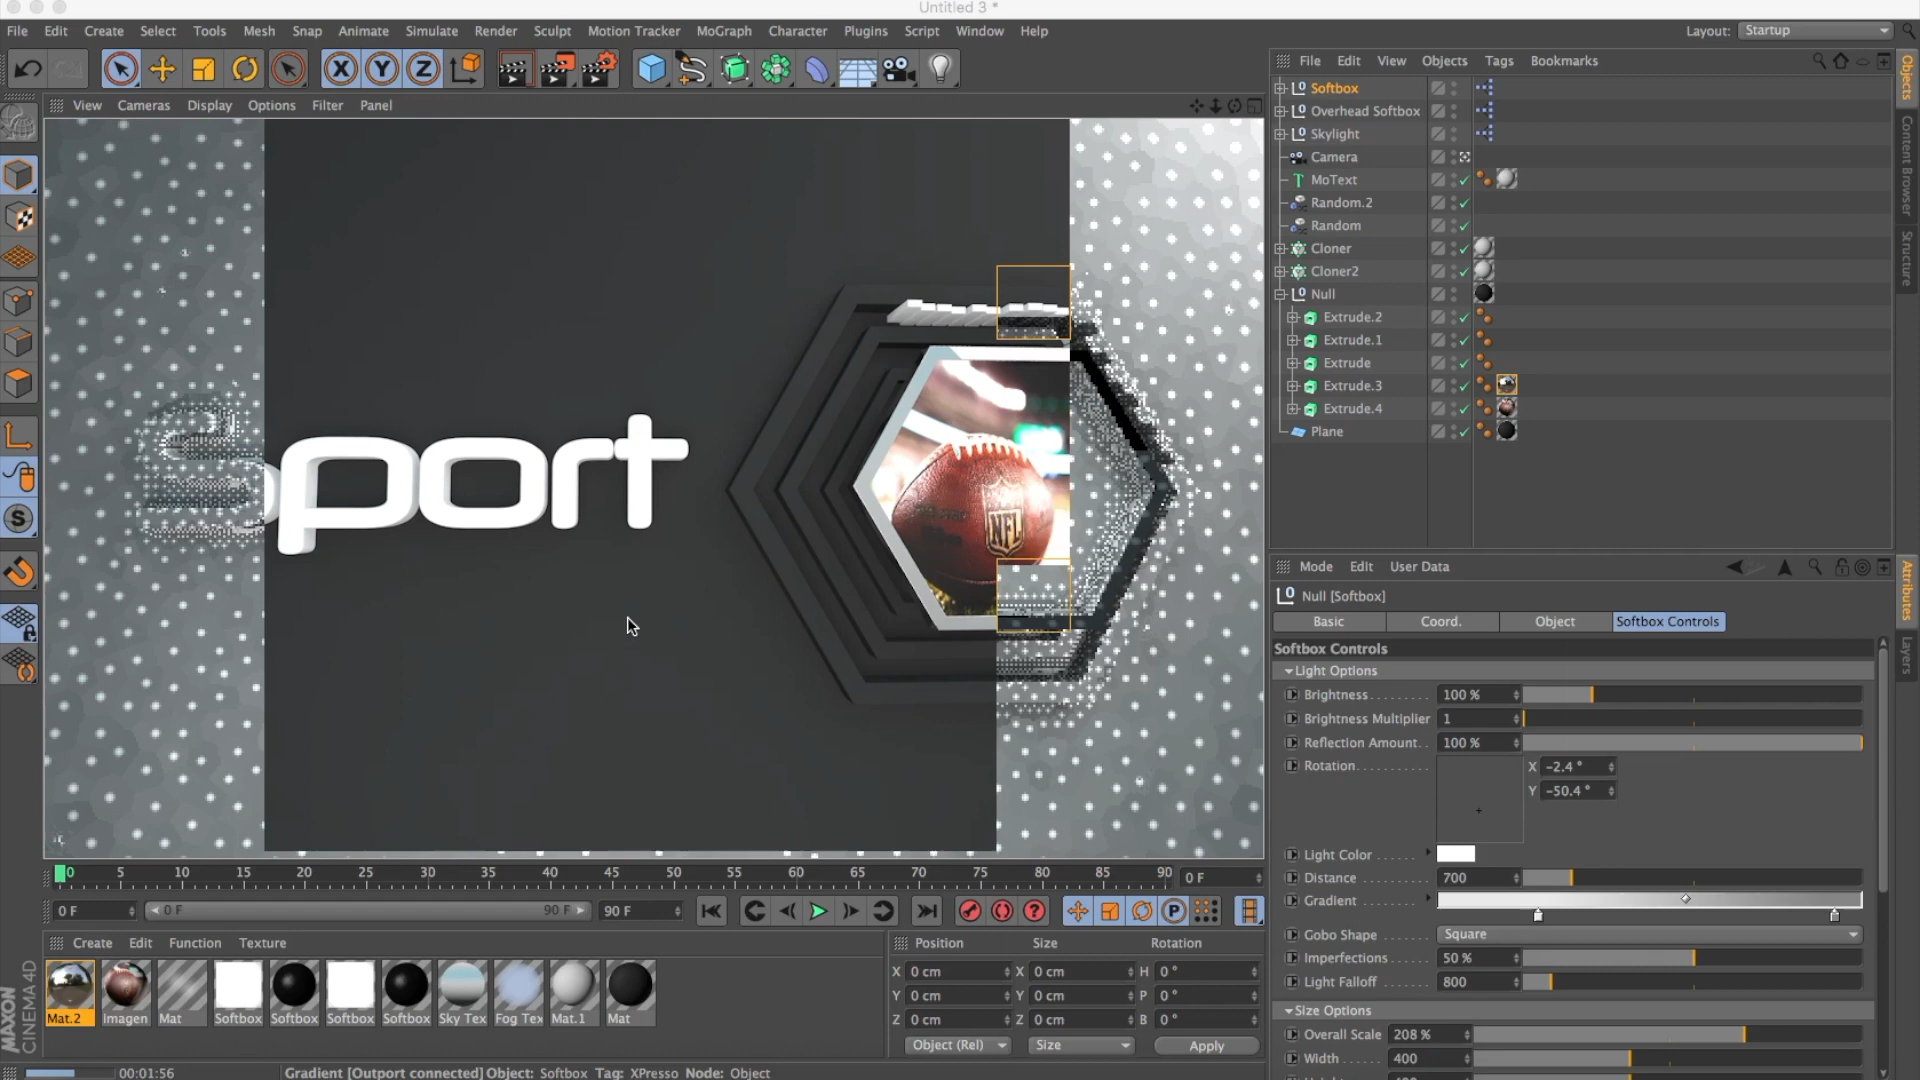 Untitled 3 *
File Edit Create Select Tools Mesh Snap Animate Simulate Render Sculpt Motion Tracker MoGraph Character Plugins Script Window Help
Layout: Startup
X Y Z
View Cameras Display Options Filter Panel
File Edit View Objects Tags Bookmarks
Softbox
Overhead Softbox
Skylight
Camera
MoText
Random.2
Random
Cloner
Cloner2
Null
Extrude.2
Extrude.1
Extrude
Extrude.3
Extrude.4
Plane
Objects
Content Browser
Structure
Sport
NFL
Mode Edit User Data
Null [Softbox]
Basic Coord. Object Softbox Controls
Softbox Controls
Light Options
Brightness 100 %
Brightness Multiplier 1
Reflection Amount 100 %
Rotation X -2.4 °
Y -50.4 °
Light Color
Distance 700
Gradient
Gobo Shape Square
Imperfections 50 %
Light Falloff 800
Size Options
Overall Scale 208 %
Width 400
Attributes
Layers
0 5 10 15 20 25 30 35 40 45 50 55 60 65 70 75 80 85 90 0 F
0 F 0 F 90 F 90 F
Create Edit Function Texture
Mat.2 Imagen Mat Softbox Softbox Softbox Softbox Sky Tex Fog Tex Mat.1 Mat
Position Size Rotation
X 0 cm X 0 cm H 0 °
Y 0 cm Y 0 cm P 0 °
Z 0 cm Z 0 cm B 0 °
Object (Rel) Size Apply
MAXON
CINEMA 4D
00:01:56 Gradient [Outport connected] Object: Softbox Tag: XPresso Node: Object